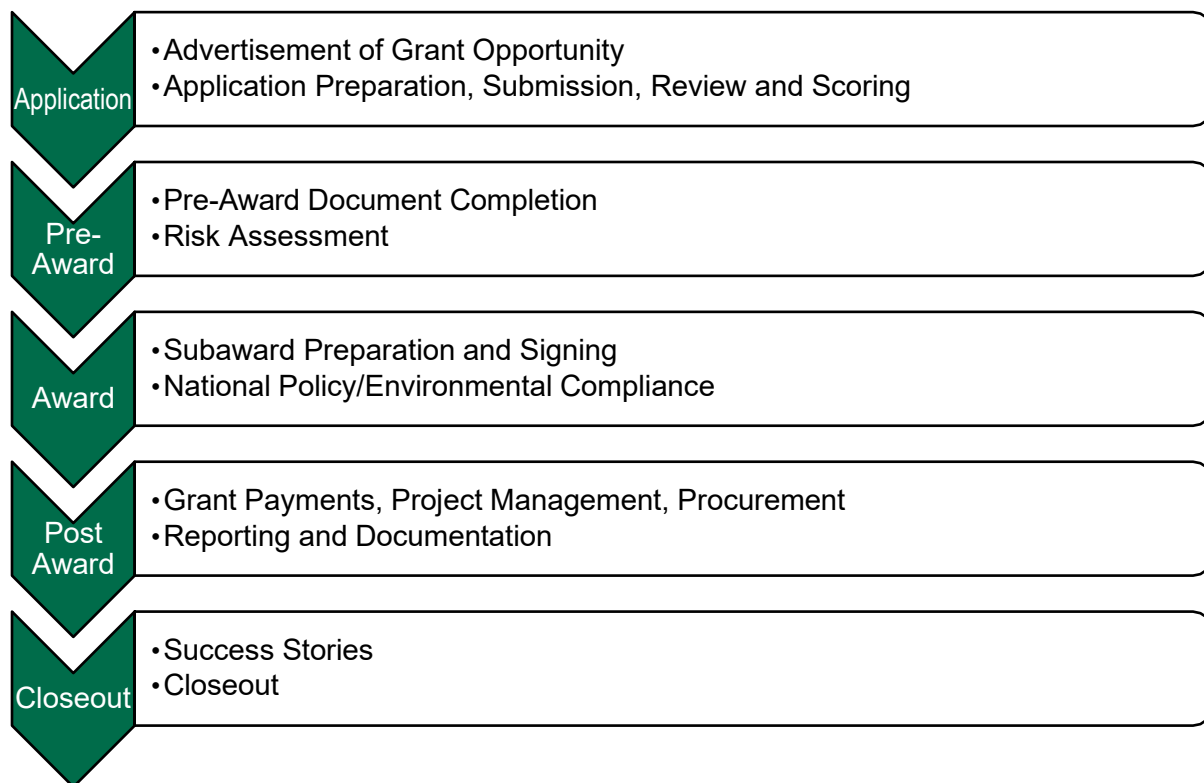 Application
•Advertisement of Grant Opportunity
•Application Preparation, Submission, Review and Scoring
Pre-
Award
•Pre-Award Document Completion
•Risk Assessment
Award
•Subaward Preparation and Signing
•National Policy/Environmental Compliance
Post
Award
•Grant Payments, Project Management, Procurement
•Reporting and Documentation
Closeout
•Success Stories
•Closeout